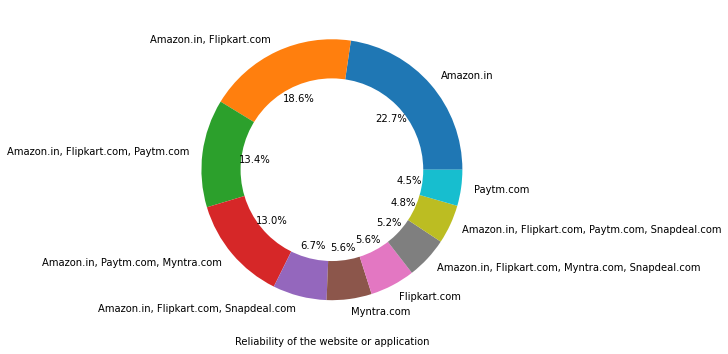 Amazon.in, Flipkart.com
Amazon.in
18.6%
22.7%
Amazon.in, Flipkart.com, Paytm.com
13.4%
4.5%
Paytm.com
4.8%
13.0%
5.2%
Amazon.in, Flipkart.com, Paytm.com, Snapdeal.com
6.7%
5.6%
5.6%
Amazon.in, Paytm.com, Myntra.com
Amazon.in, Flipkart.com, Myntra.com, Snapdeal.com
Flipkart.com
Amazon.in, Flipkart.com, Snapdeal.com
Myntra.com
Reliability of the website or application